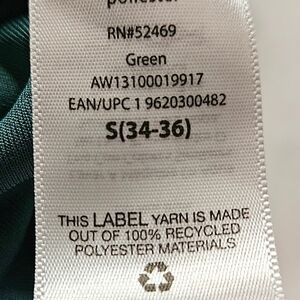 polyester
RN#52469
Green
AW13100019917
EAN/UPC 1 9620300482
S(34-36)
THIS LABEL YARN IS MADE
OUT OF 100% RECYCLED
POLYESTER MATERIALS